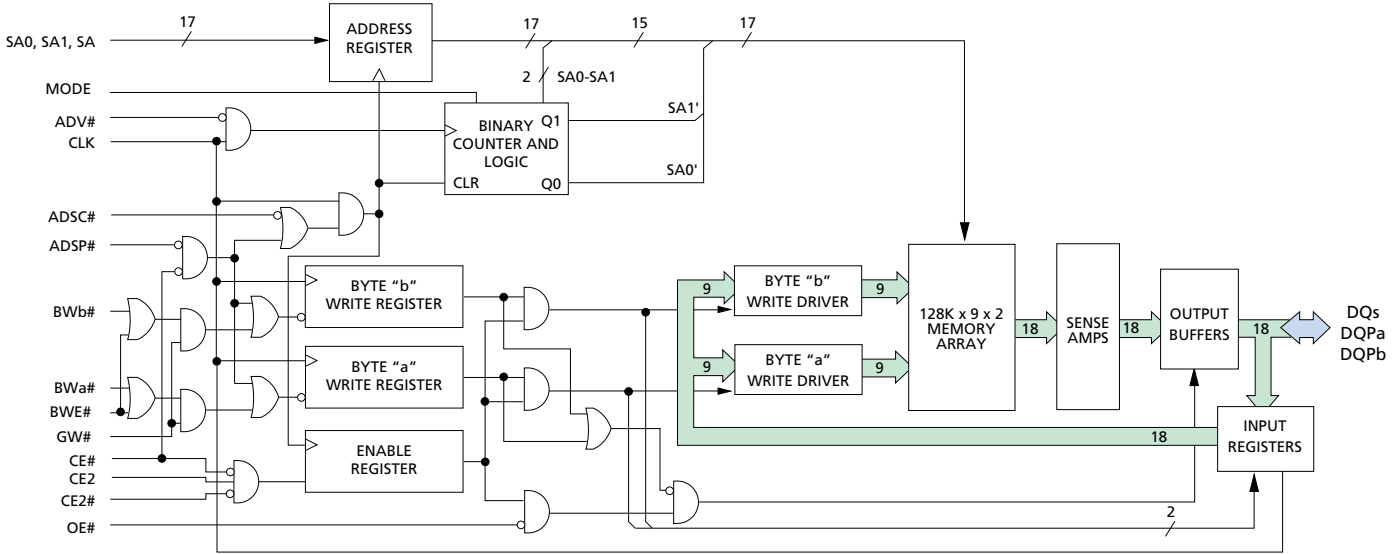 17
SA0, SA1, SA
ADDRESS
REGISTER
17
15
17
2
SA0-SA1
MODE
ADV#
CLK
BINARY
COUNTER AND
LOGIC
Q1
CLR
Q0
SA1'
SA0'
ADSC#
ADSP#
BWb#
BWa#
BWE#
GW#
CE#
CE2
CE2#
OE#
BYTE “b”
WRITE REGISTER
BYTE “a”
WRITE REGISTER
ENABLE
REGISTER
9
BYTE “b”
WRITE DRIVER
9
9
BYTE “a”
WRITE DRIVER
9
128K x 9 x 2
MEMORY
ARRAY
18
SENSE
AMPS
18
OUTPUT
BUFFERS
18
DQs
DQPa
DQPb
18
INPUT
REGISTERS
2